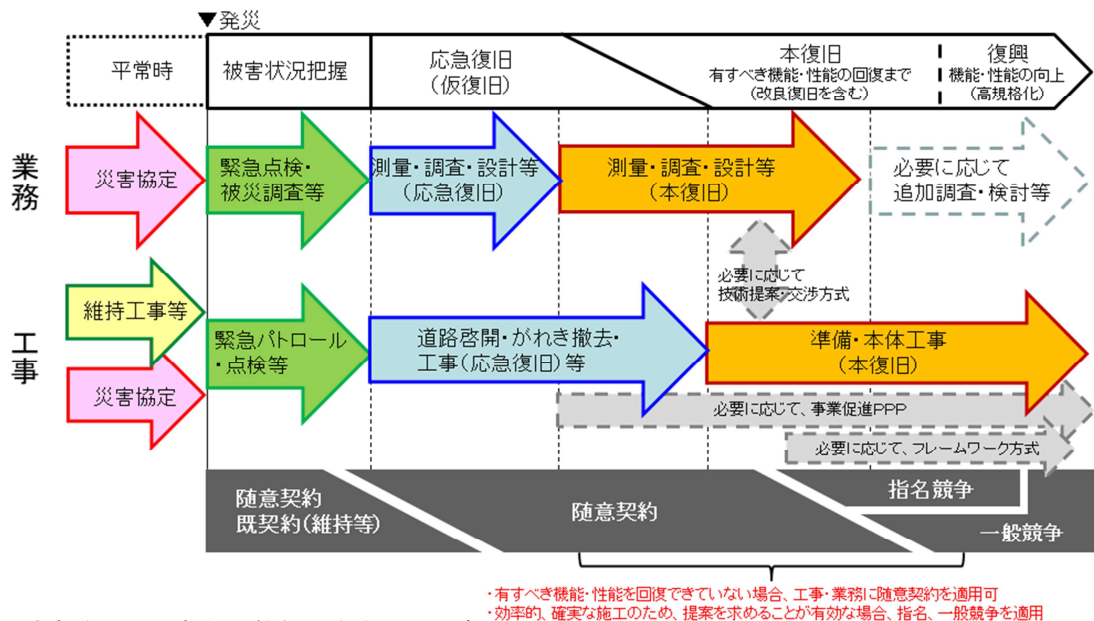 ▼発災
平常時
被害状況把握
応急復旧
(仮復旧)
本復旧
有すべき機能・性能の回復まで
(改良復旧を含む)
復興
機能・性能の向上
(高規格化)
業務
災害協定
緊急点検・
被災調査等
測量・調査・設計等
(応急復旧)
測量・調査・設計等
(本復旧)
必要に応じて
追加調査・検討等
必要に応じて
技術提案・交渉方式
工事
維持工事等
災害協定
緊急パトロール
・点検等
道路啓開・がれき撤去・
工事(応急復旧)等
準備・本体工事
(本復旧)
必要に応じて、事業促進PPP
必要に応じて、フレームワーク方式
随意契約
既契約(維持等)
随意契約
指名競争
一般競争
・有すべき機能・性能を回復できていない場合、工事・業務に随意契約を適用可
・効率的、確実な施工のため、提案を求めることが有効な場合、指名、一般競争を適用